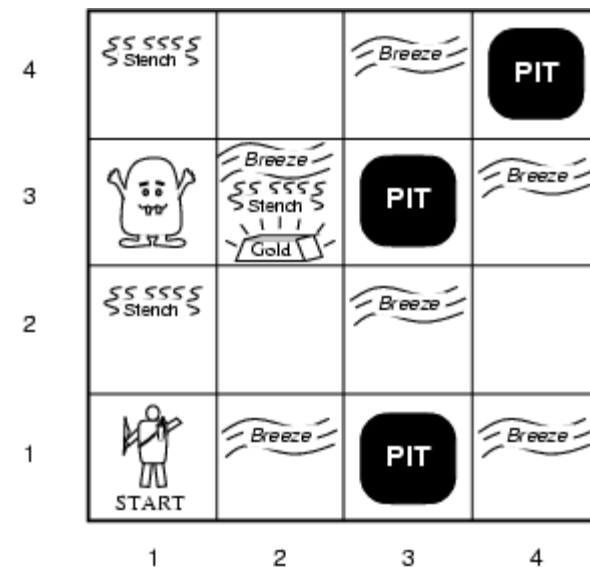 4
Stench
Breeze
PIT
3
Breeze
Stench
Gold
PIT
Breeze
2
Stench
Breeze
1
START
Breeze
PIT
Breeze
1 2 3 4